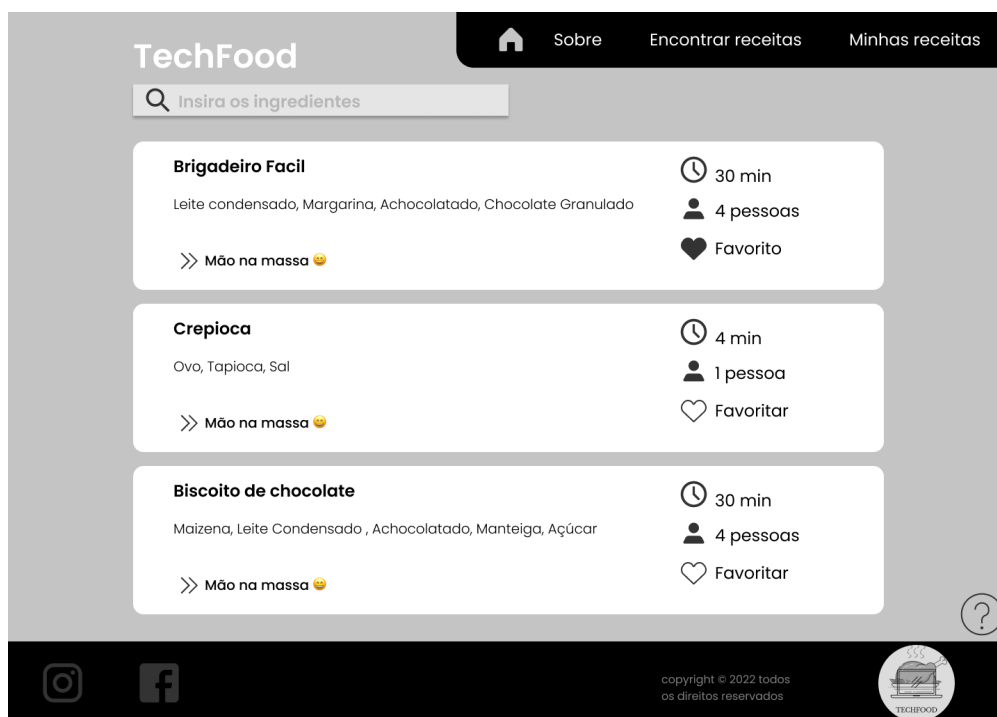 TechFood
Sobre
Encontrar receitas
Minhas receitas
Insira os ingredientes
Brigadeiro Facil
Leite condensado, Margarina, Achocolatado, Chocolate Granulado
Mão na massa 😄
30 min
4 pessoas
Favorito
Crepioca
Ovo, Tapioca, Sal
Mão na massa 😄
4 min
1 pessoa
Favoritar
Biscoito de chocolate
Maizena, Leite Condensado , Achocolatado, Manteiga, Açúcar
Mão na massa 😄
30 min
4 pessoas
Favoritar
?
copyright © 2022 todos
os direitos reservados
TECHFOOD